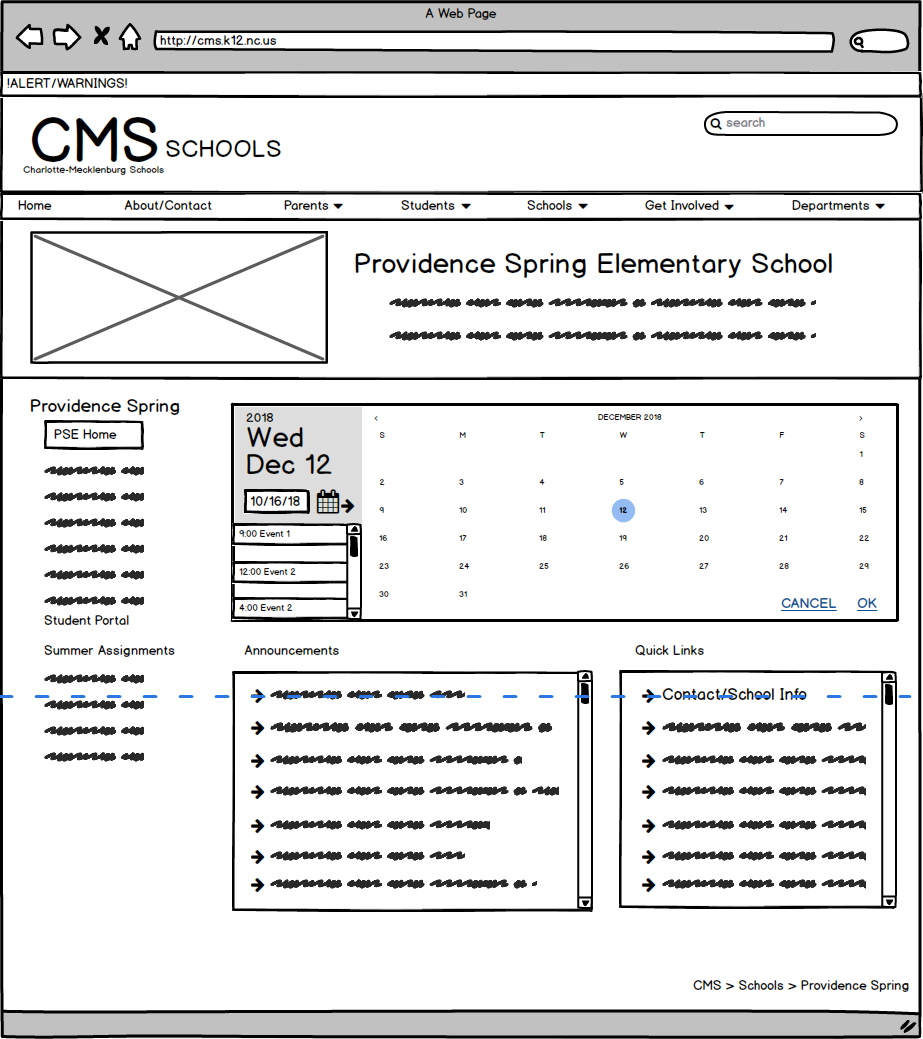 A Web Page
http://cms.k12.nc.us
!ALERT/WARNINGS!
CMS SCHOOLS
Charlotte-Mecklenburg Schools
search
Home About/Contact Parents Students Schools Get Involved Departments
Providence Spring Elementary School
Providence Spring
PSE Home
Student Portal
Summer Assignments
2018
Wed
Dec 12
10/16/18
9:00 Event 1
12:00 Event 2
4:00 Event 2
‹ DECEMBER 2018 ›
S M T W T F S
1
2 3 4 5 6 7 8
9 10 11 12 13 14 15
16 17 18 19 20 21 22
23 24 25 26 27 28 29
30 31
CANCEL OK
Announcements
Quick Links
Contact/School Info
CMS > Schools > Providence Spring